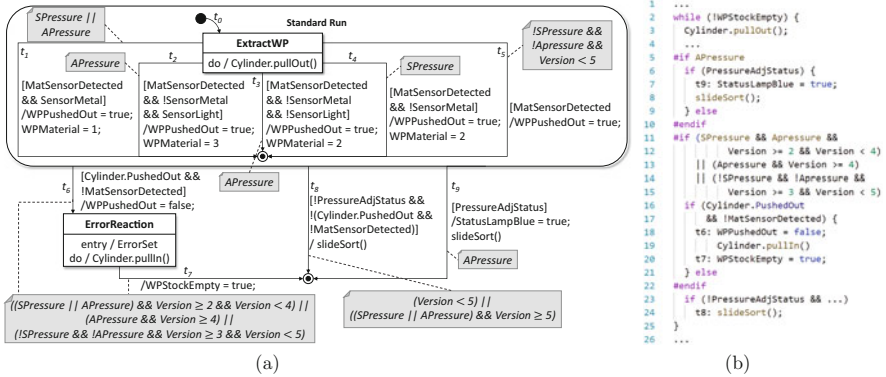 SPressure ||
APressure
t0
Standard Run
ExtractWP
do / Cylinder.pullOut()
!SPressure &&
!Apressure &&
Version < 5
t1
t2
t3
t4
t5
APressure
SPressure
[MatSensorDetected
&& SensorMetal]
/WPPushedOut = true;
WPMaterial = 1;
[MatSensorDetected
&& !SensorMetal
&& SensorLight]
/WPPushedOut = true;
WPMaterial = 3
[MatSensorDetected
&& !SensorMetal
&& !SensorLight]
/WPPushedOut = true;
WPMaterial = 2
[MatSensorDetected
&& !SensorMetal]
/WPPushedOut = true;
WPMaterial = 2
[MatSensorDetected
/WPPushedOut = true;
t6
[Cylinder.PushedOut &&
!MatSensorDetected]
/WPPushedOut = false;
APressure
t8
[!PressureAdjStatus &&
!(Cylinder.PushedOut &&
!MatSensorDetected)]
/ slideSort()
t9
[PressureAdjStatus]
/StatusLampBlue = true;
slideSort()
APressure
ErrorReaction
entry / ErrorSet
do / Cylinder.pullIn()
t7
/WPStockEmpty = true;
((SPressure || APressure) && Version ≥ 2 && Version < 4) ||
(APressure && Version ≥ 4) ||
(!SPressure && !APressure && Version ≥ 3 && Version < 5)
(Version < 5) ||
((SPressure || APressure) && Version ≥ 5)
(a)
1 ...
2 while (!WPStockEmpty) {
3 Cylinder.pullOut();
4 ...
5 #if APressure
6 if (PressureAdjStatus) {
7 t9: StatusLampBlue = true;
8 slideSort();
9 } else
10 #endif
11 #if (SPressure && Apressure &&
12 Version >= 2 && Version < 4)
13 || (Apressure && Version >= 4)
14 || (!SPressure && !Apressure &&
15 Version >= 3 && Version < 5)
16 if (Cylinder.PushedOut
17 && !MatSensorDetected) {
18 t6: WPPushedOut = false;
19 Cylinder.pullIn()
20 t7: WPStockEmpty = true;
21 } else
22 #endif
23 if (!PressureAdjStatus && ...)
24 t8: slideSort();
25 }
26 ...
(b)